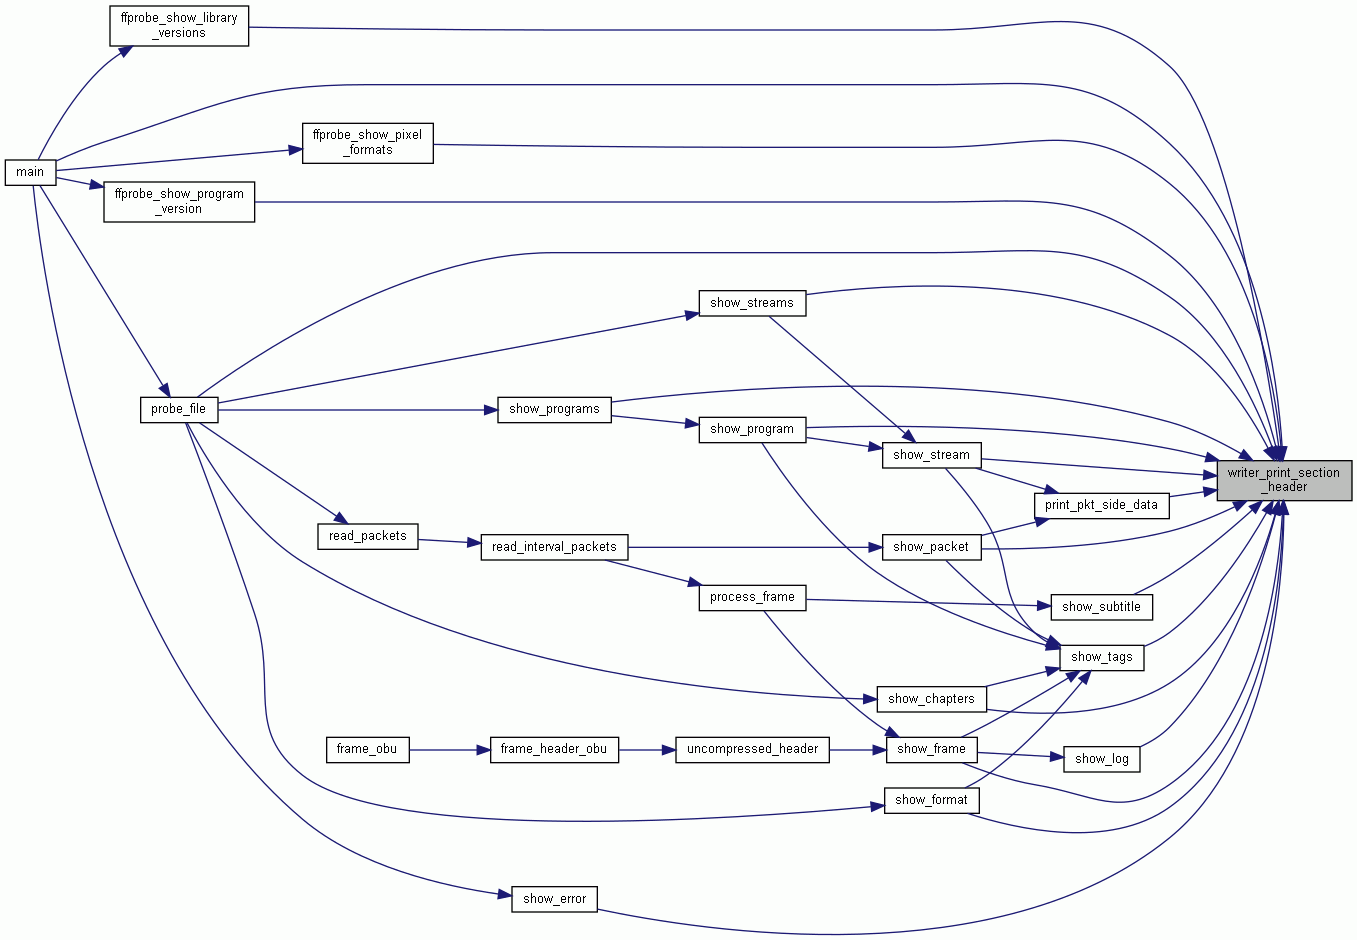 ffprobe_show_library
_versions
ffprobe_show_pixel
_formats
main
ffprobe_show_program
_version
show_streams
probe_file
show_programs
show_program
show_stream
writer_print_section
_header
print_pkt_side_data
read_packets
read_interval_packets
show_packet
process_frame
show_subtitle
show_tags
show_chapters
frame_obu
frame_header_obu
uncompressed_header
show_frame
show_log
show_format
show_error